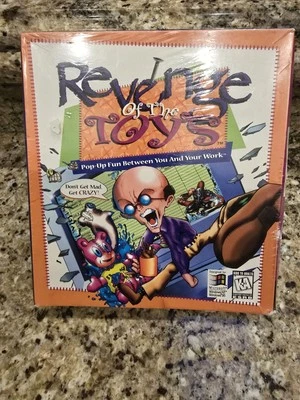 Revenge
Of The
TOYS
Pop-Up Fun Between You And Your Work
Don't Get Mad,
Get CRAZY!